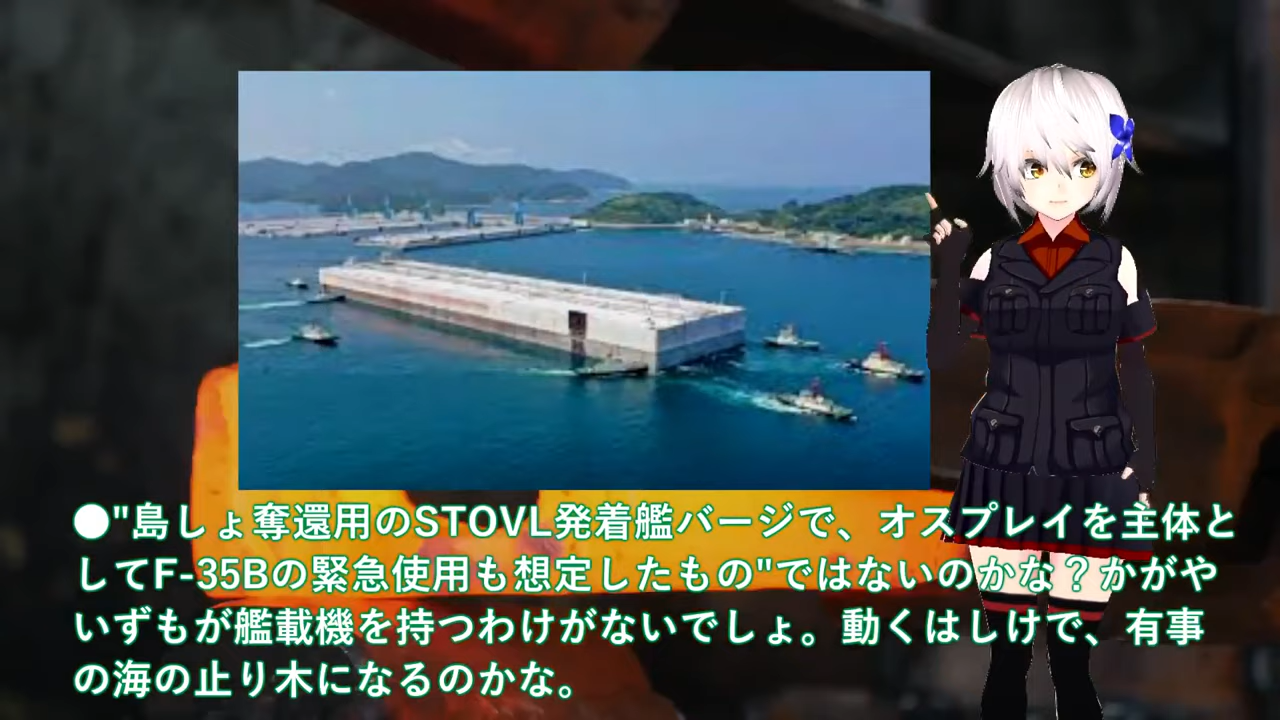 ●"島しょ奪還用のSTOVL発着艦バージで、オスプレイを主体と
してF-35Bの緊急使用も想定したもの"ではないのかな？かがや
いずもが艦載機を持つわけがないでしょ。動くはしけで、有事
の海の止り木になるのかな。